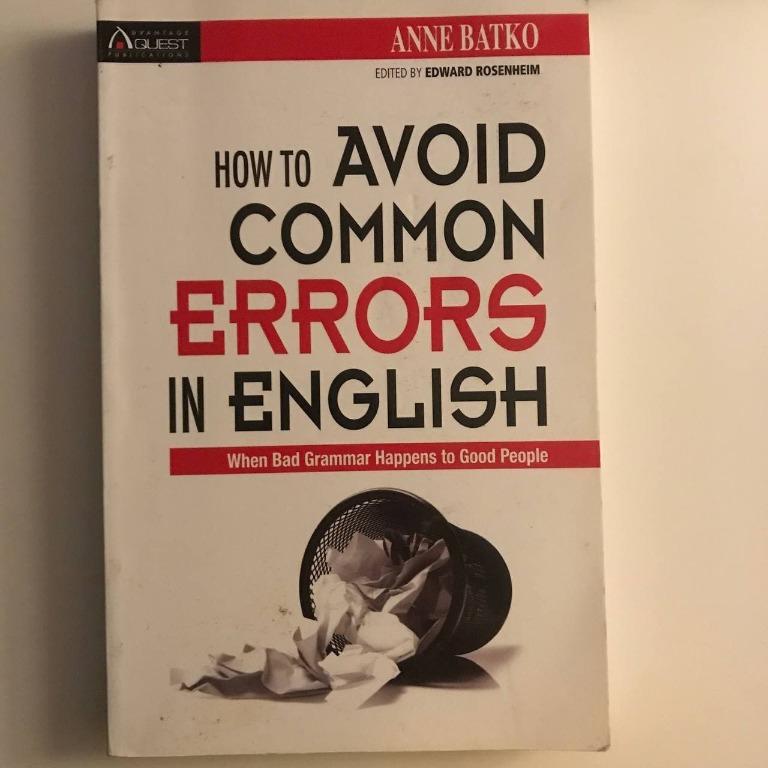 ADVANTAGE
QUEST
PUBLICATIONS
ANNE BATKO
EDITED BY EDWARD ROSENHEIM
HOW TO AVOID
COMMON
ERRORS
IN ENGLISH
When Bad Grammar Happens to Good People